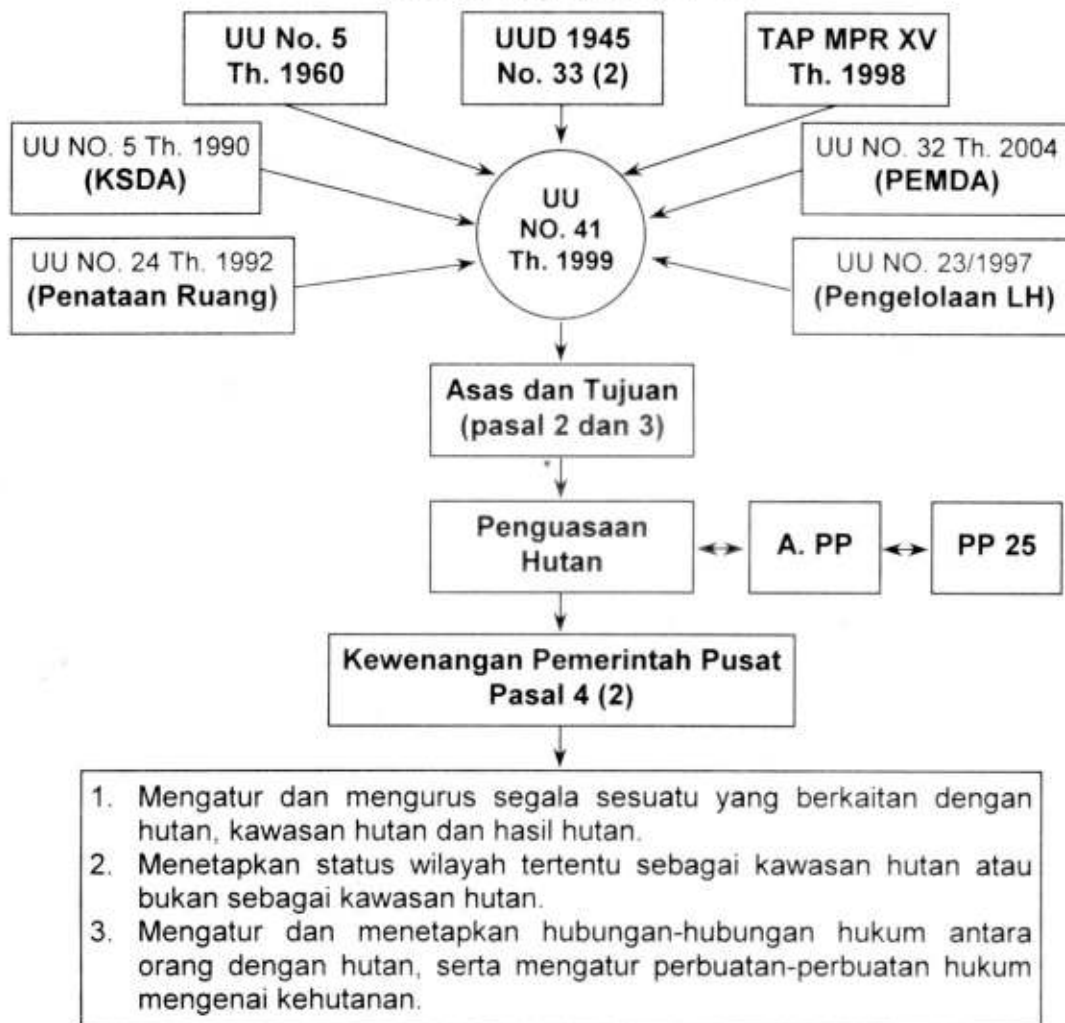 UU No. 5
Th. 1960
UUD 1945
No. 33 (2)
TAP MPR XV
Th. 1998
UU NO. 5 Th. 1990
(KSDA)
UU NO. 32 Th. 2004
(PEMDA)
UU
NO. 41
Th. 1999
UU NO. 24 Th. 1992
(Penataan Ruang)
UU NO. 23/1997
(Pengelolaan LH)
Asas dan Tujuan
(pasal 2 dan 3)
Penguasaan
Hutan
A. PP
PP 25
Kewenangan Pemerintah Pusat
Pasal 4 (2)
1. Mengatur dan mengurus segala sesuatu yang berkaitan dengan
hutan, kawasan hutan dan hasil hutan.
2. Menetapkan status wilayah tertentu sebagai kawasan hutan atau
bukan sebagai kawasan hutan.
3. Mengatur dan menetapkan hubungan-hubungan hukum antara
orang dengan hutan, serta mengatur perbuatan-perbuatan hukum
mengenai kehutanan.